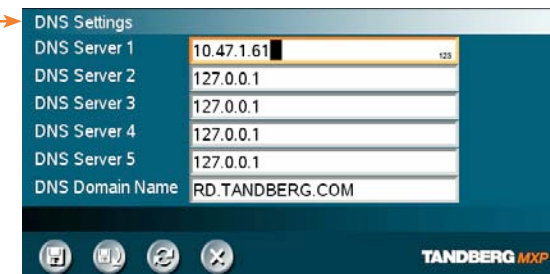 DNS Settings
DNS Server 1 10.47.1.61 123
DNS Server 2 127.0.0.1
DNS Server 3 127.0.0.1
DNS Server 4 127.0.0.1
DNS Server 5 127.0.0.1
DNS Domain Name RD.TANDBERG.COM
TANDBERG MXP